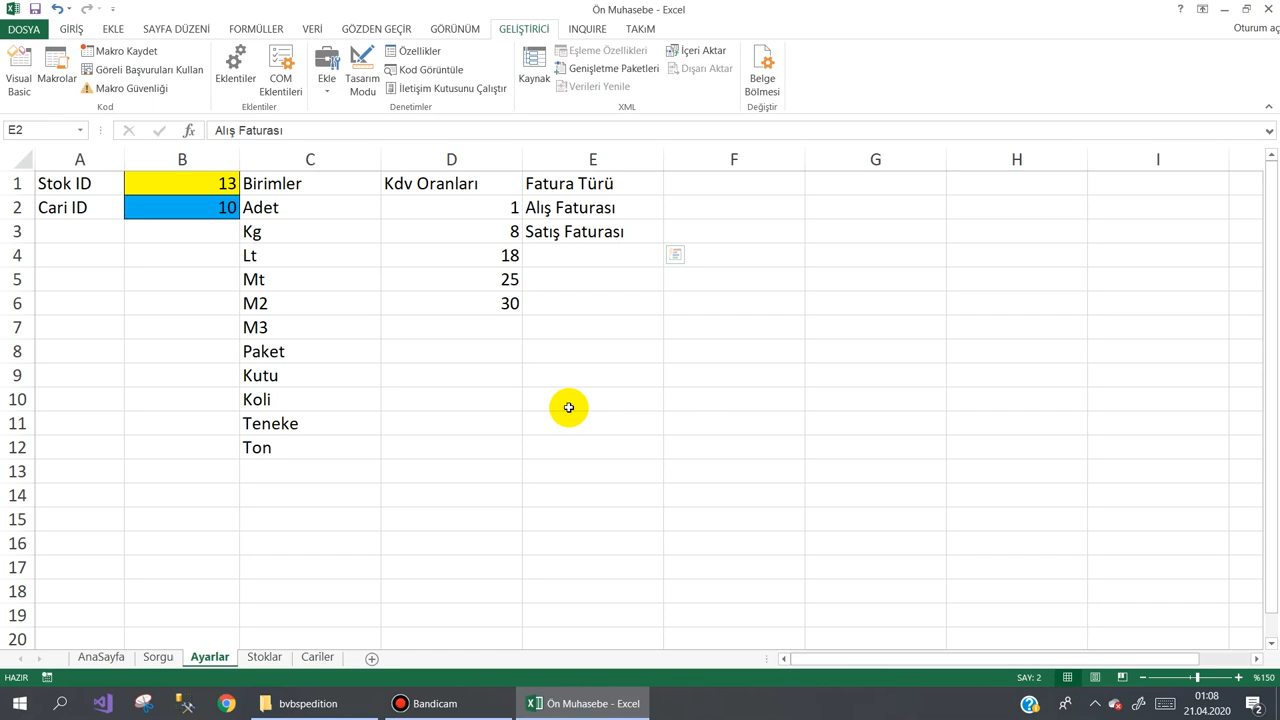 Ön Muhasebe - Excel
?
DOSYA GİRİŞ EKLE SAYFA DÜZENİ FORMÜLLER VERİ GÖZDEN GEÇİR GÖRÜNÜM GELİŞTİRİCİ INQUIRE TAKIM Oturum aç
Visual Basic
Makrolar
Makro Kaydet
Göreli Başvuruları Kullan
Makro Güvenliği
Kod
Eklentiler
COM Eklentileri
Eklentiler
Ekle
Tasarım Modu
Özellikler
Kod Görüntüle
İletişim Kutusunu Çalıştır
Denetimler
Kaynak
Eşleme Özellikleri
Genişletme Paketleri
Verileri Yenile
İçeri Aktar
Dışarı Aktar
XML
Belge Bölmesi
Değiştir
E2 fx Alış Faturası
A B C D E F G H I
1 Stok ID 13 Birimler Kdv Oranları Fatura Türü
2 Cari ID 10 Adet 1 Alış Faturası
3 Kg 8 Satış Faturası
4 Lt 18
5 Mt 25
6 M2 30
7 M3
8 Paket
9 Kutu
10 Koli
11 Teneke
12 Ton
13
14
15
16
17
18
19
20
AnaSayfa Sorgu Ayarlar Stoklar Cariler
HAZIR SAY: 2 %150
bvbspedition Bandicam Ön Muhasebe - Excel 01:08
21.04.2020 2